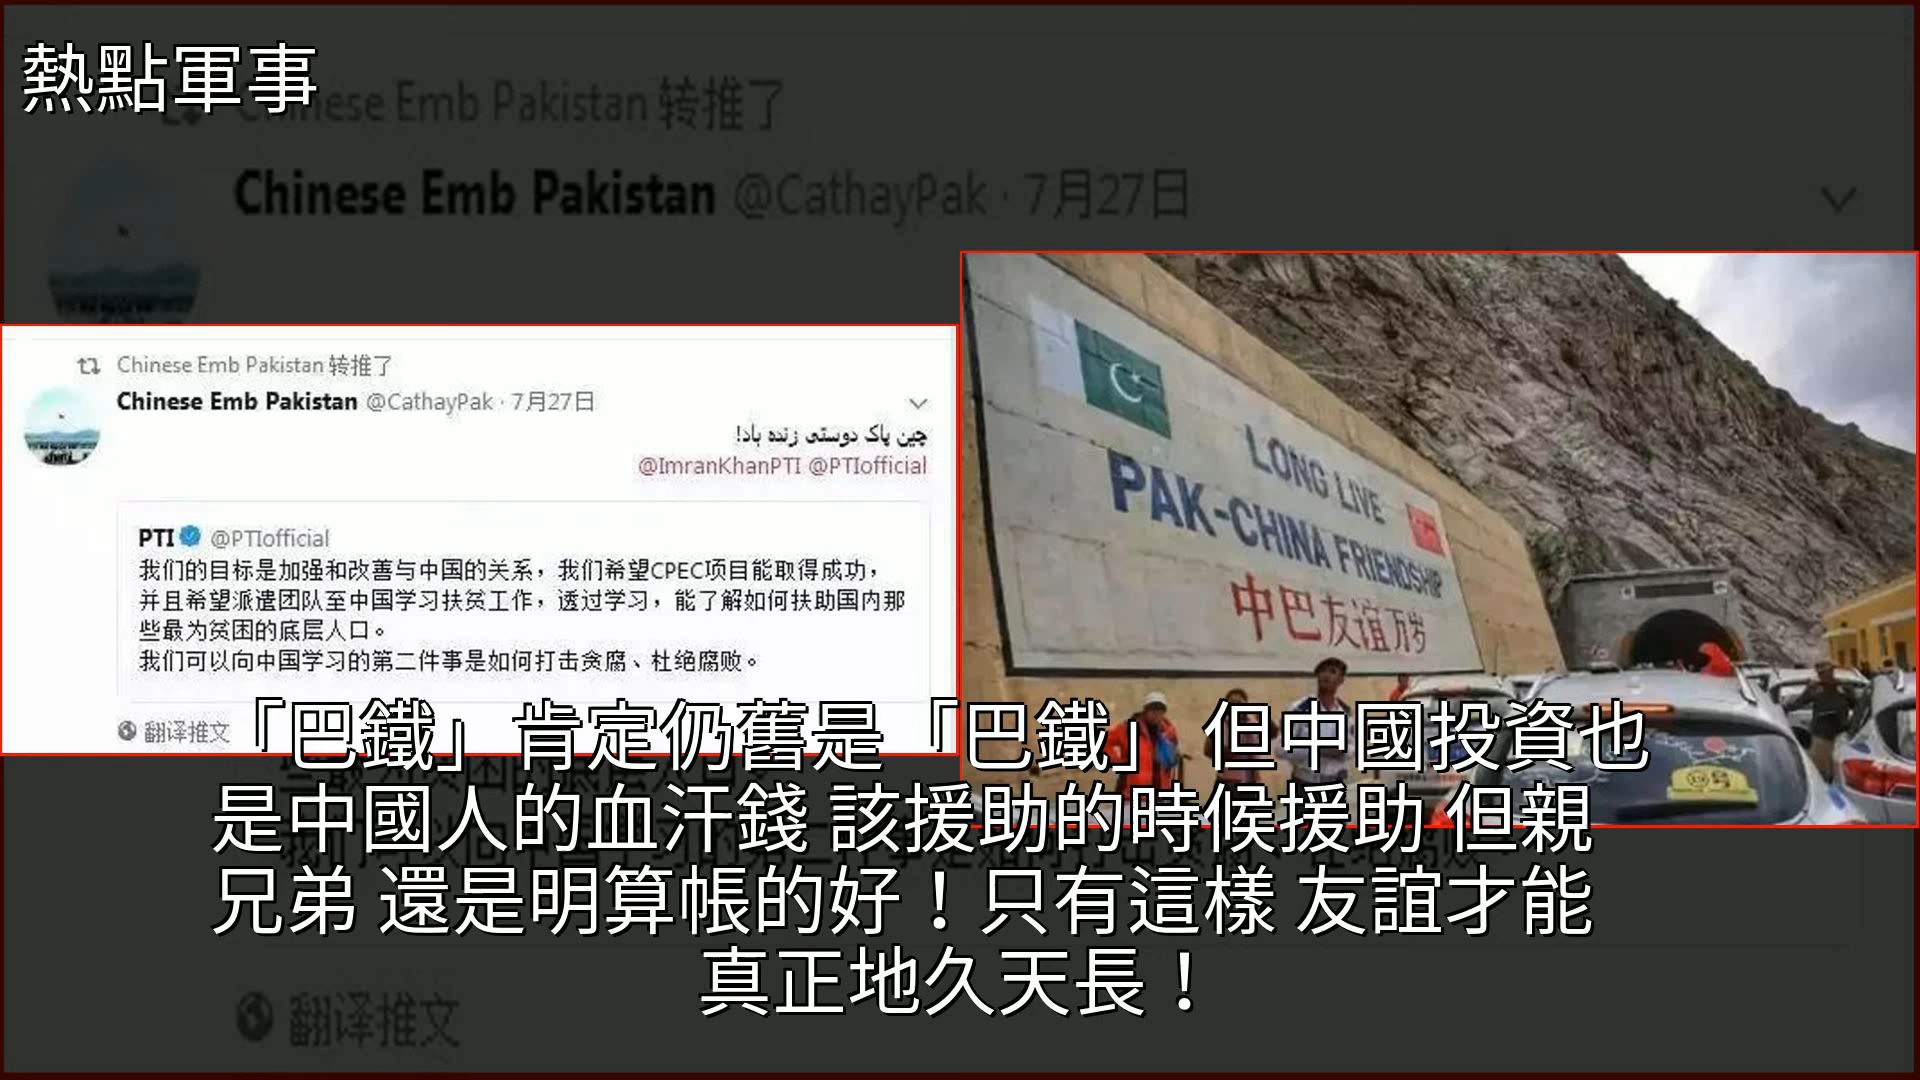 熱點軍事
Chinese Emb Pakistan 转推了
Chinese Emb Pakistan @CathayPak · 7月27日
Chinese Emb Pakistan 转推了
Chinese Emb Pakistan @CathayPak · 7月27日
چین پاک دوستی زندہ باد!
@ImranKhanPTI @PTIofficial
PTI @PTIofficial
我们的目标是加强和改善与中国的关系，我们希望CPEC项目能取得成功，
并且希望派遣团队至中国学习扶贫工作，透过学习，能了解如何扶助国内那
些最为贫困的底层人口。
我们可以向中国学习的第二件事是如何打击贪腐、杜绝腐败。
翻译推文
LONG LIVE
PAK-CHINA FRIENDSHIP
中巴友谊万岁
「巴鐵」肯定仍舊是「巴鐵」 但中國投資也
是中國人的血汗錢 該援助的時候援助 但親
兄弟 還是明算帳的好！只有這樣 友誼才能
真正地久天長！
翻译推文